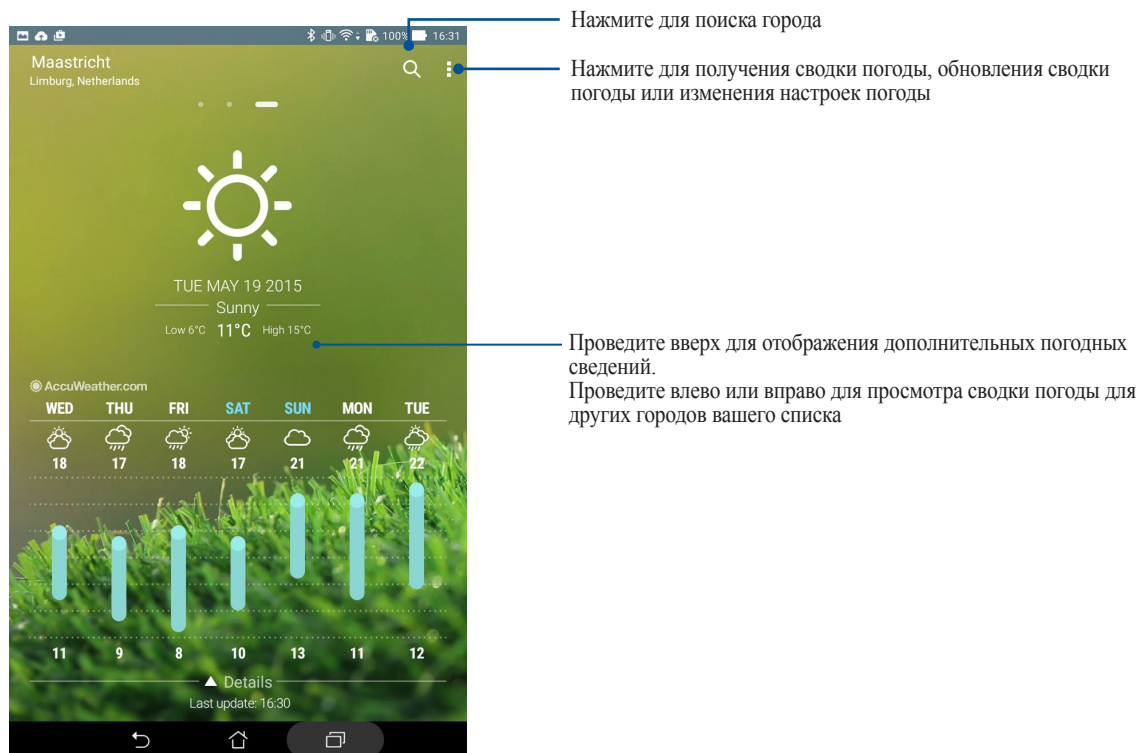 Нажмите для поиска города
100% 16:31
Maastricht
Limburg, Netherlands
Нажмите для получения сводки погоды, обновления сводки
погоды или изменения настроек погоды
TUE MAY 19 2015
Sunny
Low 6°C 11°C High 15°C
Проведите вверх для отображения дополнительных погодных
сведений.
Проведите влево или вправо для просмотра сводки погоды для
других городов вашего списка
AccuWeather.com
WED THU FRI SAT SUN MON TUE
18 17 18 17 21 21 22
11 9 8 10 13 11 12
Details
Last update: 16:30